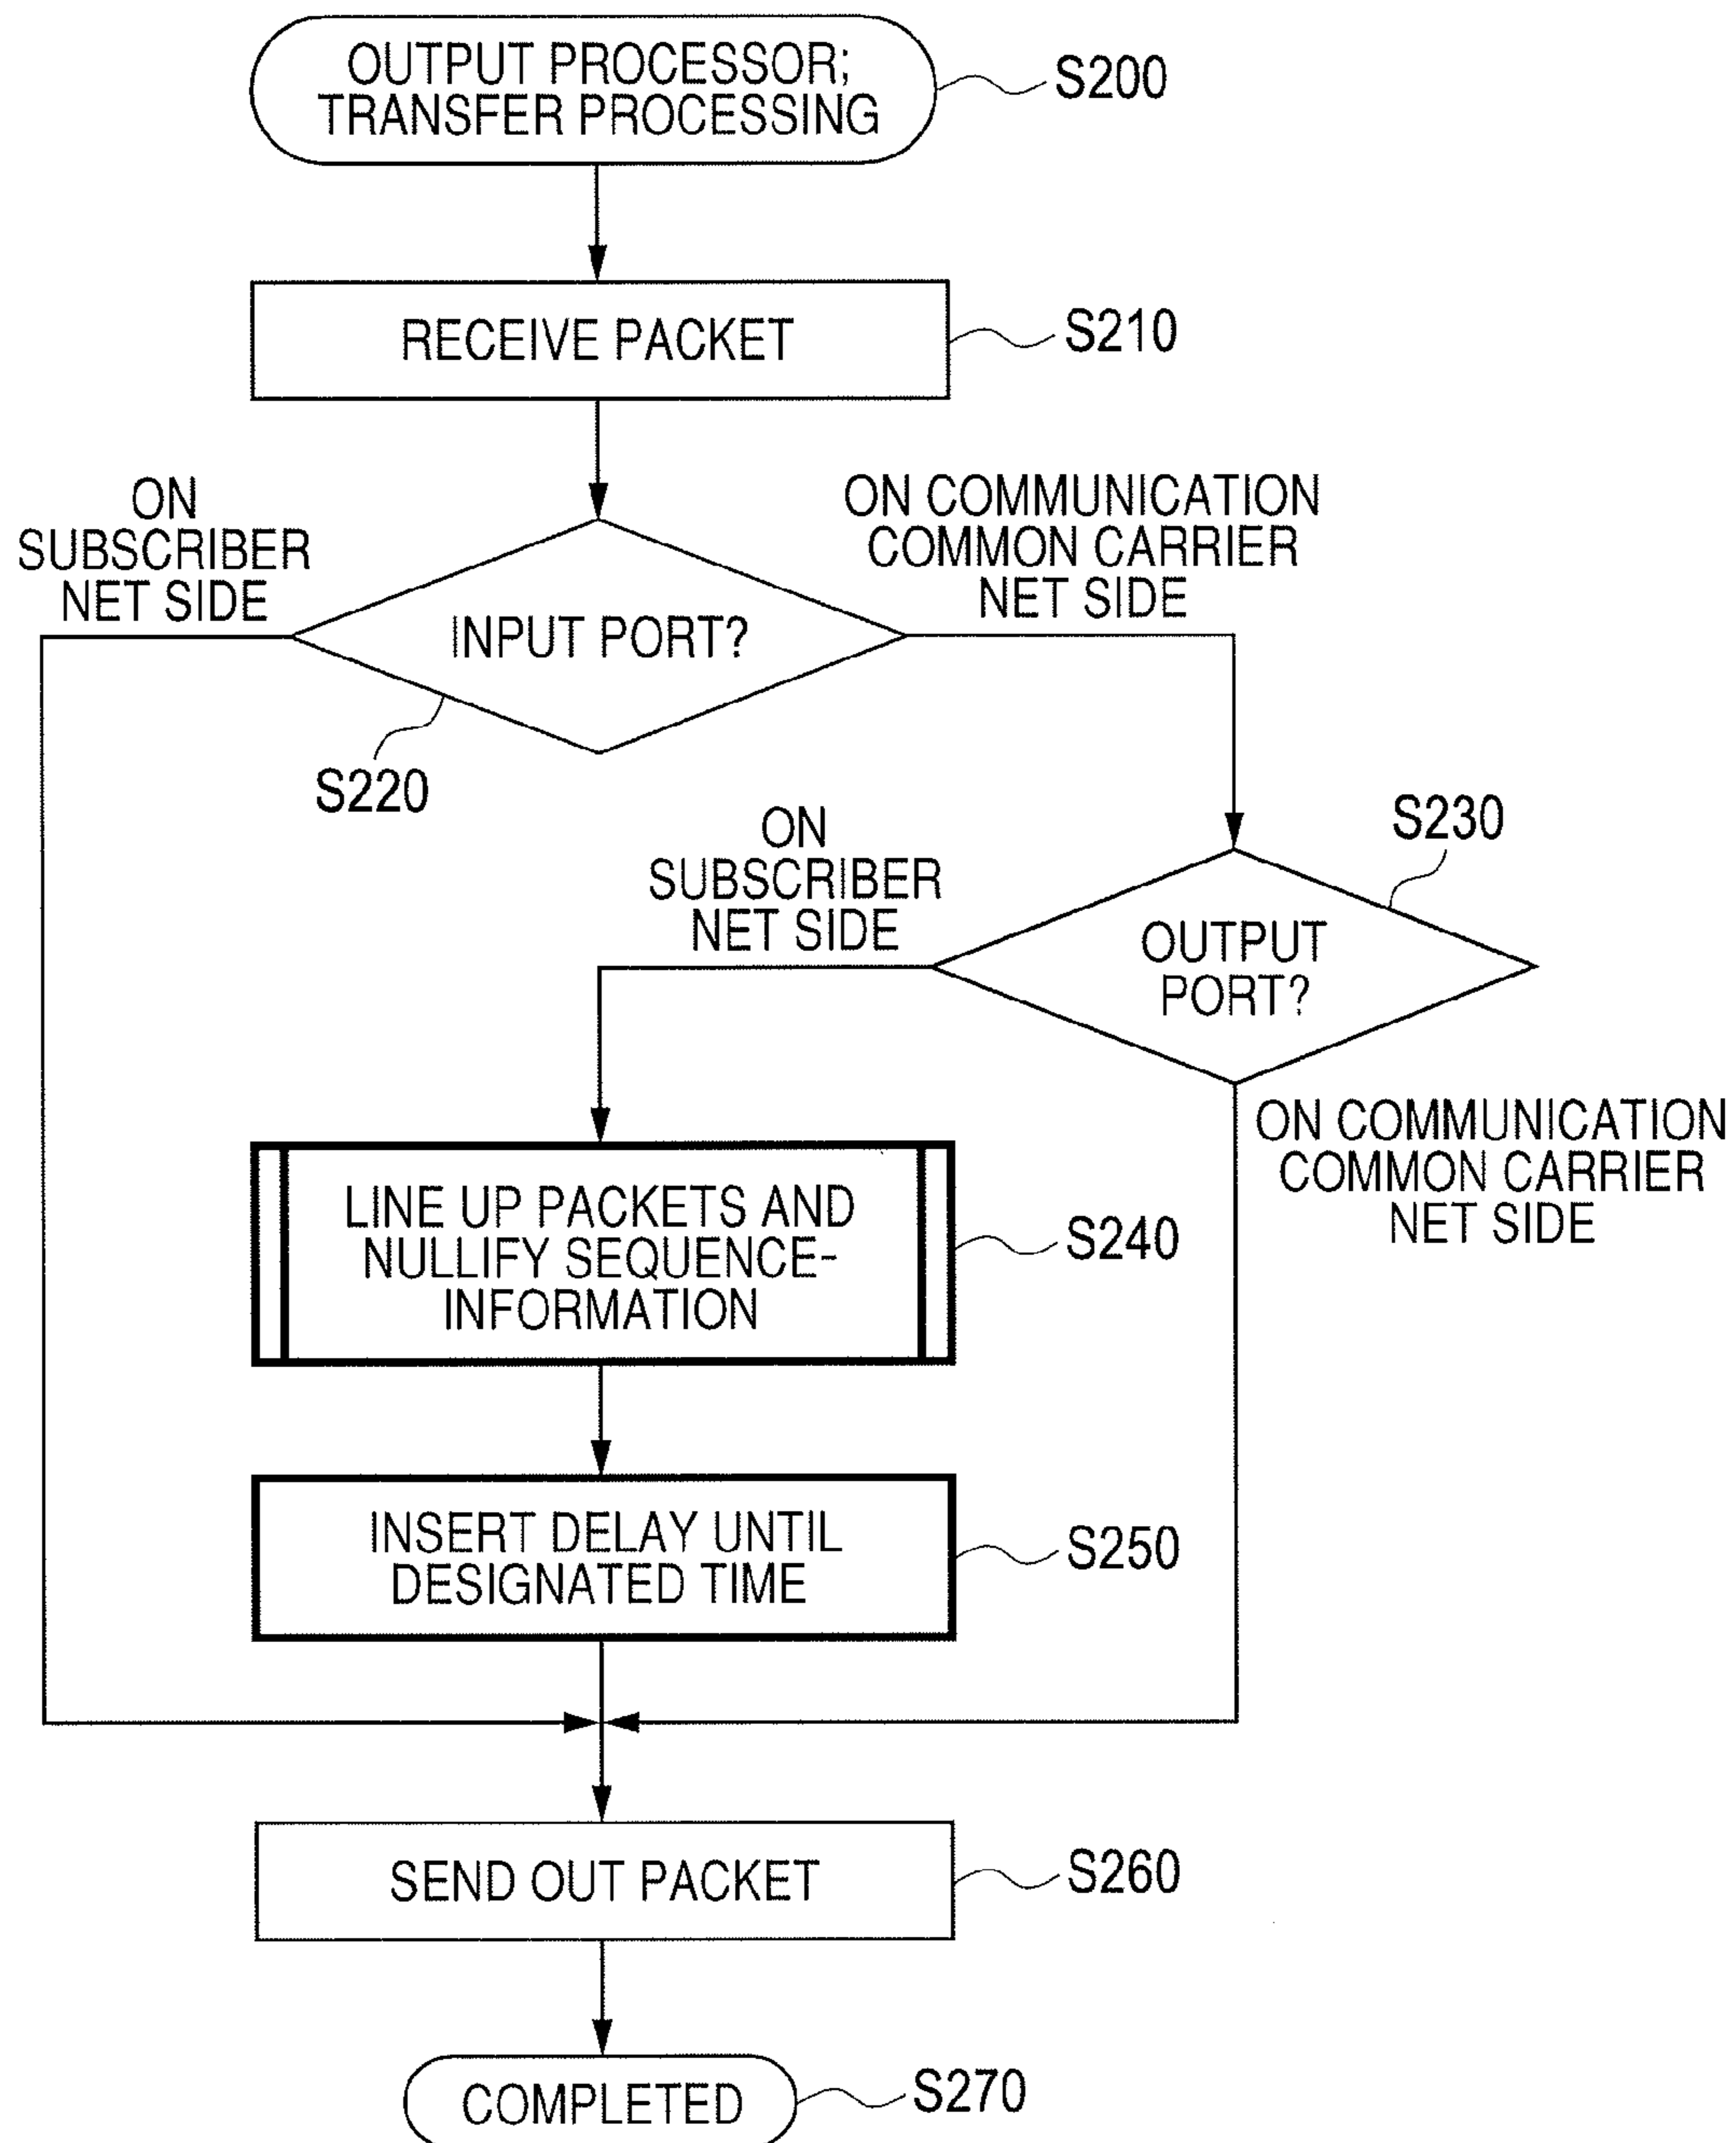 OUTPUT PROCESSOR;
TRANSFER PROCESSING
S200
RECEIVE PACKET
S210
ON
SUBSCRIBER
NET SIDE
ON COMMUNICATION
COMMON CARRIER
NET SIDE
INPUT PORT?
S220
S230
ON
SUBSCRIBER
NET SIDE
OUTPUT
PORT?
ON COMMUNICATION
COMMON CARRIER
NET SIDE
LINE UP PACKETS AND
NULLIFY SEQUENCE-
INFORMATION
S240
INSERT DELAY UNTIL
DESIGNATED TIME
S250
SEND OUT PACKET
S260
COMPLETED
S270